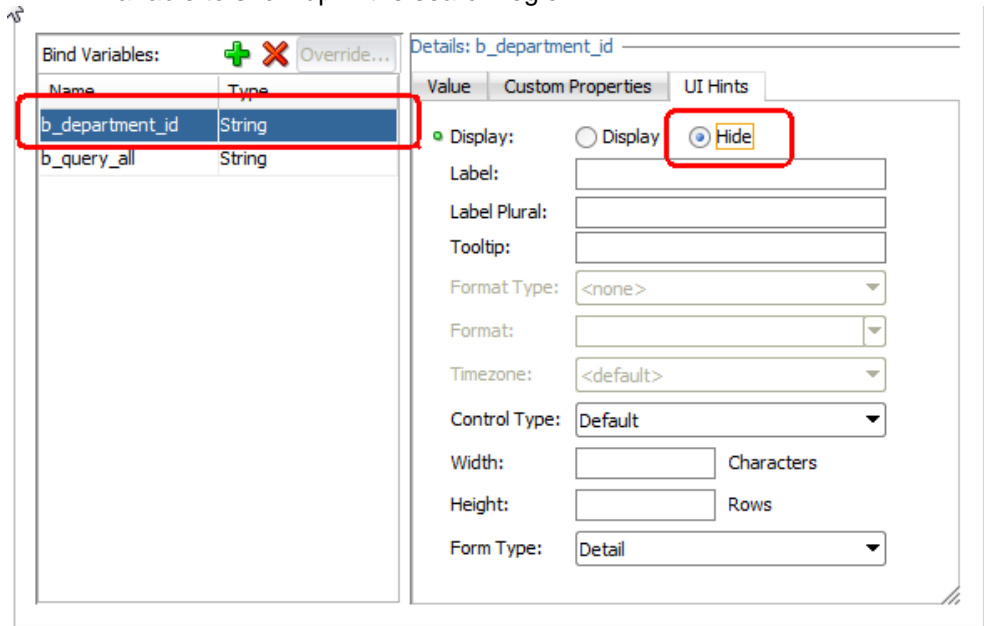 Bind Variables: Override...
Name Type
b_department_id String
b_query_all String
Details: b_department_id
Value Custom Properties UI Hints
Display: Display Hide
Label:
Label Plural:
Tooltip:
Format Type: <none>
Format:
Timezone: <default>
Control Type: Default
Width: Characters
Height: Rows
Form Type: Detail